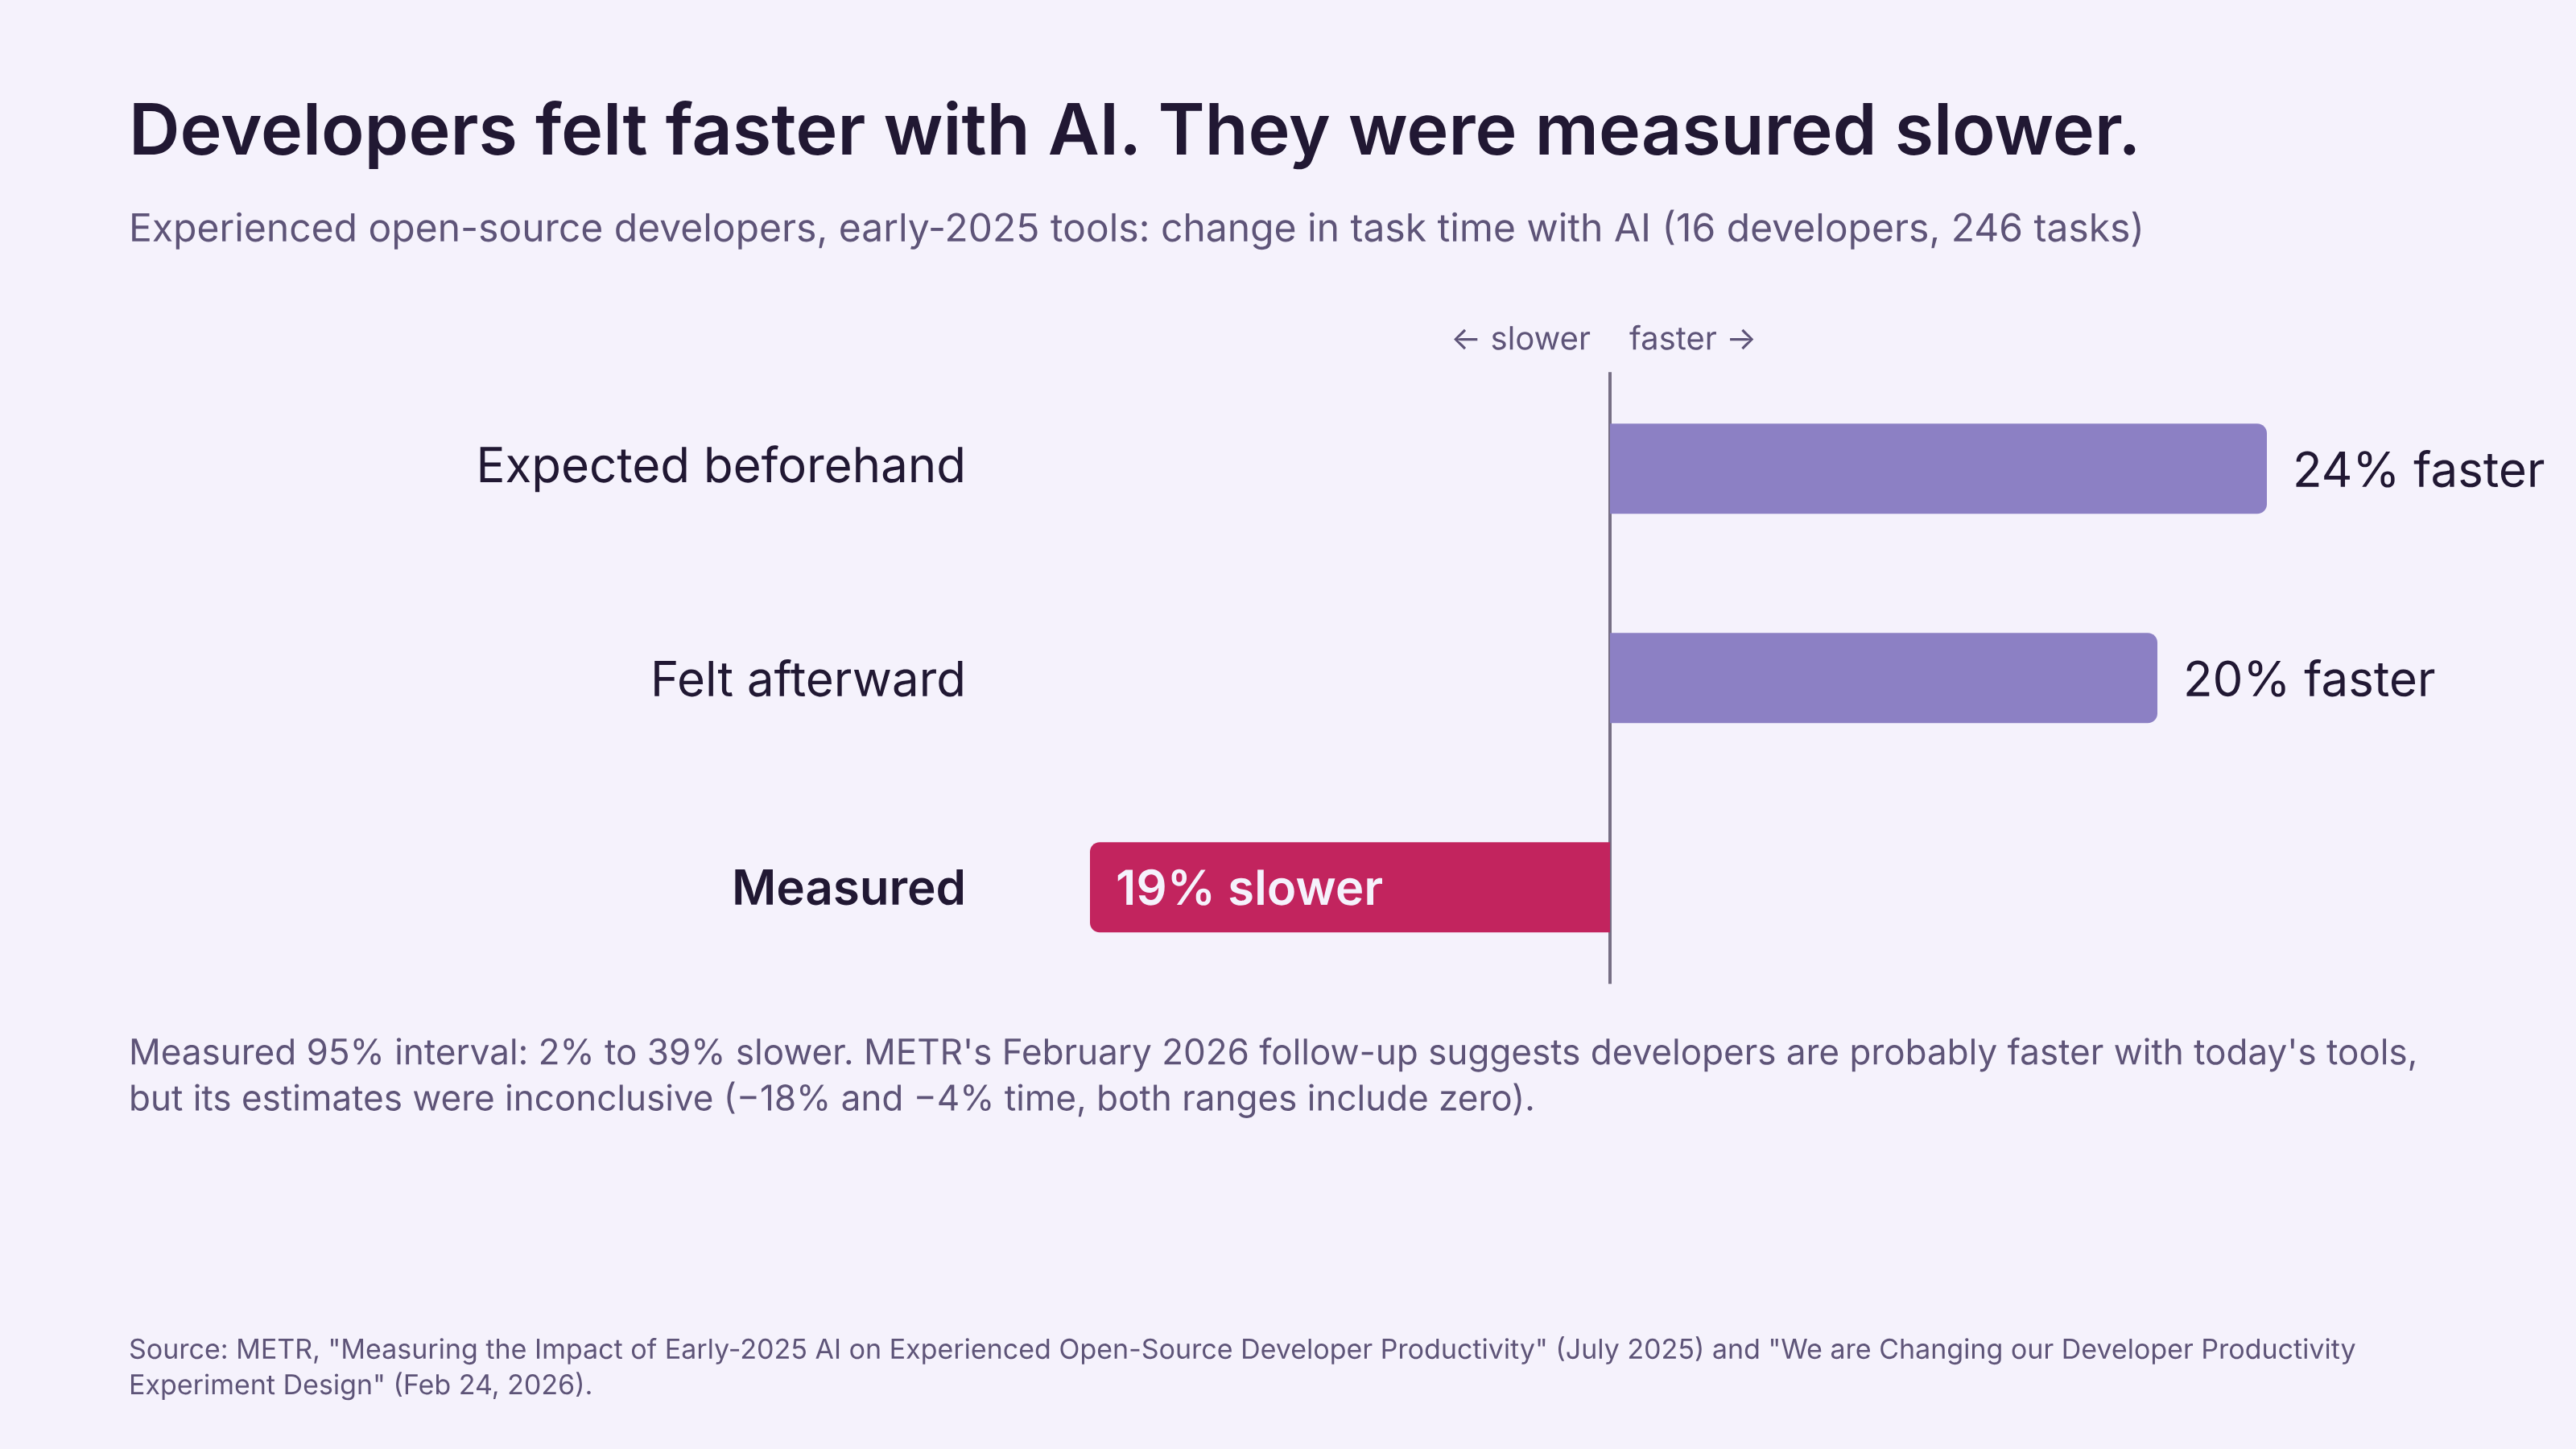 Developers felt faster with AI. They were measured slower.
Experienced open-source developers, early-2025 tools: change in task time with AI (16 developers, 246 tasks)
← slower faster →
Expected beforehand 24% faster
Felt afterward 20% faster
Measured 19% slower
Measured 95% interval: 2% to 39% slower. METR's February 2026 follow-up suggests developers are probably faster with today's tools,
but its estimates were inconclusive (−18% and −4% time, both ranges include zero).
Source: METR, "Measuring the Impact of Early-2025 AI on Experienced Open-Source Developer Productivity" (July 2025) and "We are Changing our Developer Productivity
Experiment Design" (Feb 24, 2026).